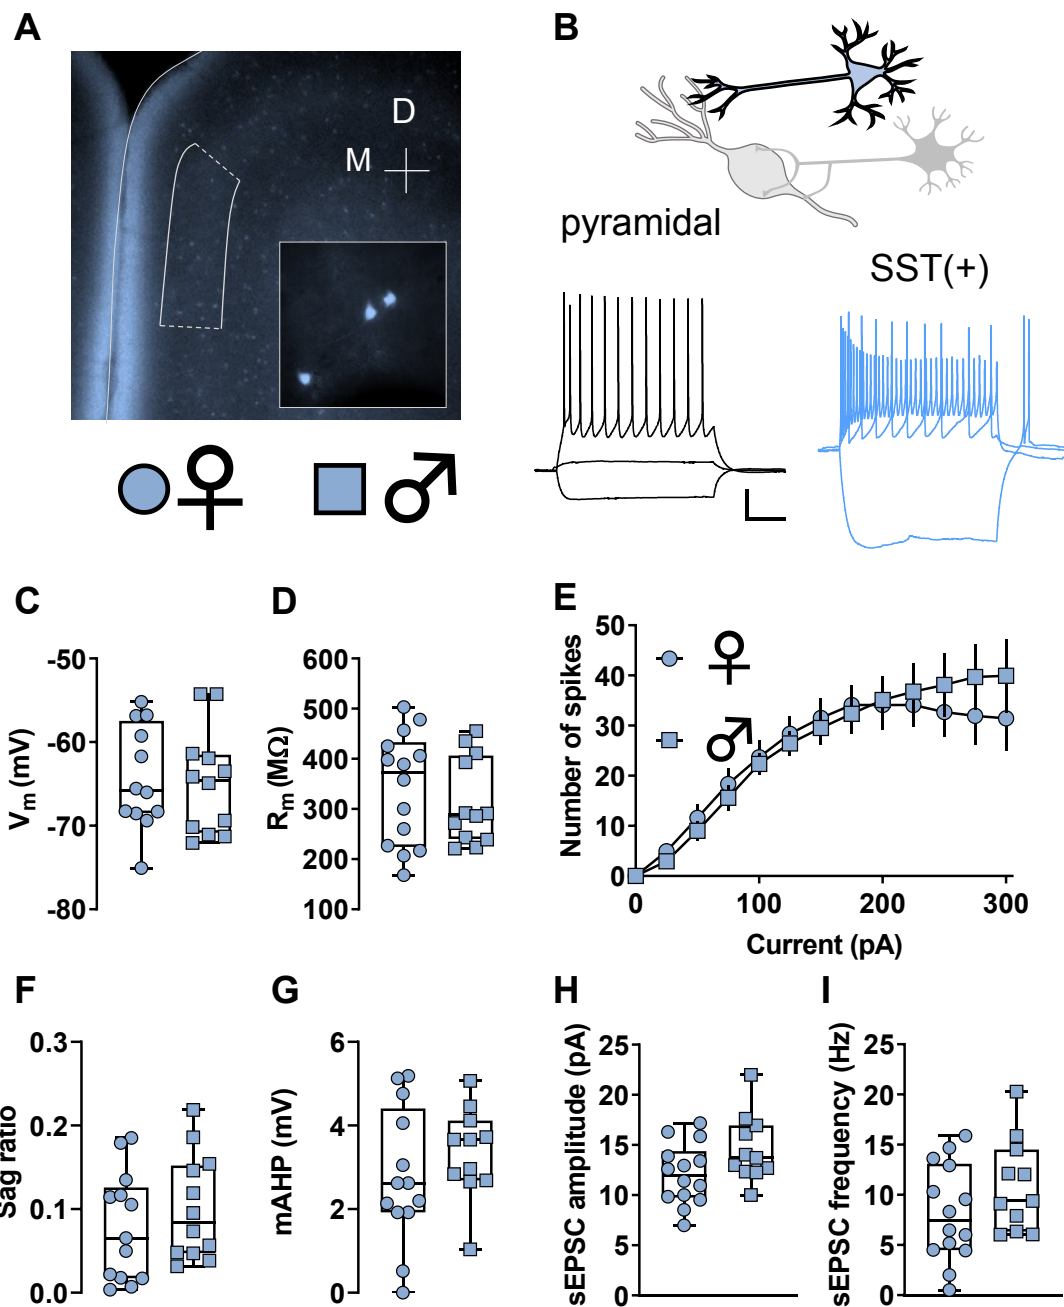 A
D
M
B
pyramidal
SST(+)
♀
♂
C
Vm (mV)
-50
-60
-70
-80
D
Rm (MΩ)
600
500
400
300
200
100
E
Number of spikes
50
40
30
20
10
0
♀
♂
0
100
200
300
Current (pA)
F
Sag ratio
0.3
0.2
0.1
0.0
G
mAHP (mV)
6
4
2
0
H
sEPSC amplitude (pA)
25
20
15
10
5
0
I
sEPSC frequency (Hz)
25
20
15
10
5
0